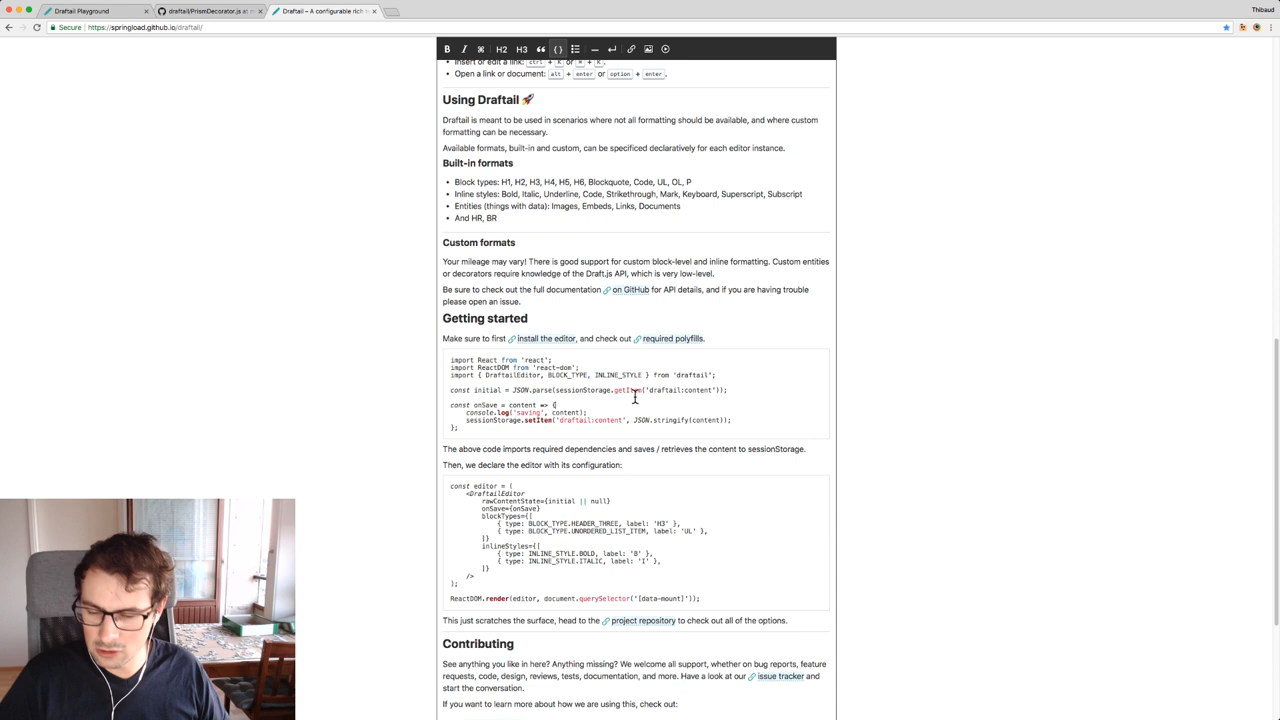 Draftail Playground
draftail/PrismDecorator.js at m
Draftail – A configurable rich t
Thibaud
Secure
https://springload.github.io/draftail/
B I ⌘ H2 H3 {}
Insert or edit a link: ctrl + K or ⌘ + K.
Open a link or document: alt + enter or option + enter.
Using Draftail 🚀
Draftail is meant to be used in scenarios where not all formatting should be available, and where custom
formatting can be necessary.
Available formats, built-in and custom, can be specificed declaratively for each editor instance.
Built-in formats
• Block types: H1, H2, H3, H4, H5, H6, Blockquote, Code, UL, OL, P
• Inline styles: Bold, Italic, Underline, Code, Strikethrough, Mark, Keyboard, Superscript, Subscript
• Entities (things with data): Images, Embeds, Links, Documents
• And HR, BR
Custom formats
Your mileage may vary! There is good support for custom block-level and inline formatting. Custom entities
or decorators require knowledge of the Draft.js API, which is very low-level.
Be sure to check out the full documentation on GitHub for API details, and if you are having trouble
please open an issue.
Getting started
Make sure to first install the editor, and check out required polyfills.
import React from 'react';
import ReactDOM from 'react-dom';
import { DraftailEditor, BLOCK_TYPE, INLINE_STYLE } from 'draftail';
const initial = JSON.parse(sessionStorage.getItem('draftail:content'));
const onSave = content => {
console.log('saving', content);
sessionStorage.setItem('draftail:content', JSON.stringify(content));
};
The above code imports required dependencies and saves / retrieves the content to sessionStorage.
Then, we declare the editor with its configuration:
const editor = (
<DraftailEditor
rawContentState={initial || null}
onSave={onSave}
blockTypes={[
{ type: BLOCK_TYPE.HEADER_THREE, label: 'H3' },
{ type: BLOCK_TYPE.UNORDERED_LIST_ITEM, label: 'UL' },
]}
inlineStyles={[
{ type: INLINE_STYLE.BOLD, label: 'B' },
{ type: INLINE_STYLE.ITALIC, label: 'I' },
]}
/>
);
ReactDOM.render(editor, document.querySelector('[data-mount]'));
This just scratches the surface, head to the project repository to check out all of the options.
Contributing
See anything you like in here? Anything missing? We welcome all support, whether on bug reports, feature
requests, code, design, reviews, tests, documentation, and more. Have a look at our issue tracker and
start the conversation.
If you want to learn more about how we are using this, check out: